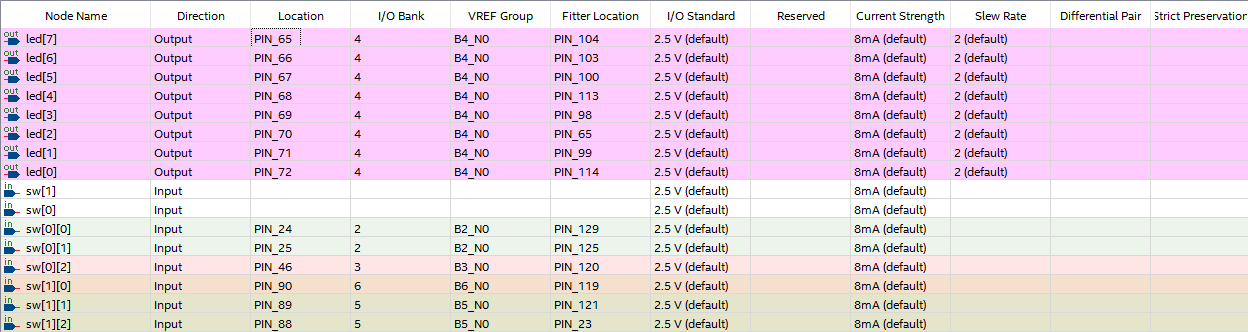 Node Name Direction Location I/O Bank VREF Group Fitter Location I/O Standard Reserved Current Strength Slew Rate Differential Pair Strict Preservation
out led[7] Output PIN_65 4 B4_N0 PIN_104 2.5 V (default) 8mA (default) 2 (default)
out led[6] Output PIN_66 4 B4_N0 PIN_103 2.5 V (default) 8mA (default) 2 (default)
out led[5] Output PIN_67 4 B4_N0 PIN_100 2.5 V (default) 8mA (default) 2 (default)
out led[4] Output PIN_68 4 B4_N0 PIN_113 2.5 V (default) 8mA (default) 2 (default)
out led[3] Output PIN_69 4 B4_N0 PIN_98 2.5 V (default) 8mA (default) 2 (default)
out led[2] Output PIN_70 4 B4_N0 PIN_65 2.5 V (default) 8mA (default) 2 (default)
out led[1] Output PIN_71 4 B4_N0 PIN_99 2.5 V (default) 8mA (default) 2 (default)
out led[0] Output PIN_72 4 B4_N0 PIN_114 2.5 V (default) 8mA (default) 2 (default)
in sw[1] Input 2.5 V (default) 8mA (default)
in sw[0] Input 2.5 V (default) 8mA (default)
in sw[0][0] Input PIN_24 2 B2_N0 PIN_129 2.5 V (default) 8mA (default)
in sw[0][1] Input PIN_25 2 B2_N0 PIN_125 2.5 V (default) 8mA (default)
in sw[0][2] Input PIN_46 3 B3_N0 PIN_120 2.5 V (default) 8mA (default)
in sw[1][0] Input PIN_90 6 B6_N0 PIN_119 2.5 V (default) 8mA (default)
in sw[1][1] Input PIN_89 5 B5_N0 PIN_121 2.5 V (default) 8mA (default)
in sw[1][2] Input PIN_88 5 B5_N0 PIN_23 2.5 V (default) 8mA (default)